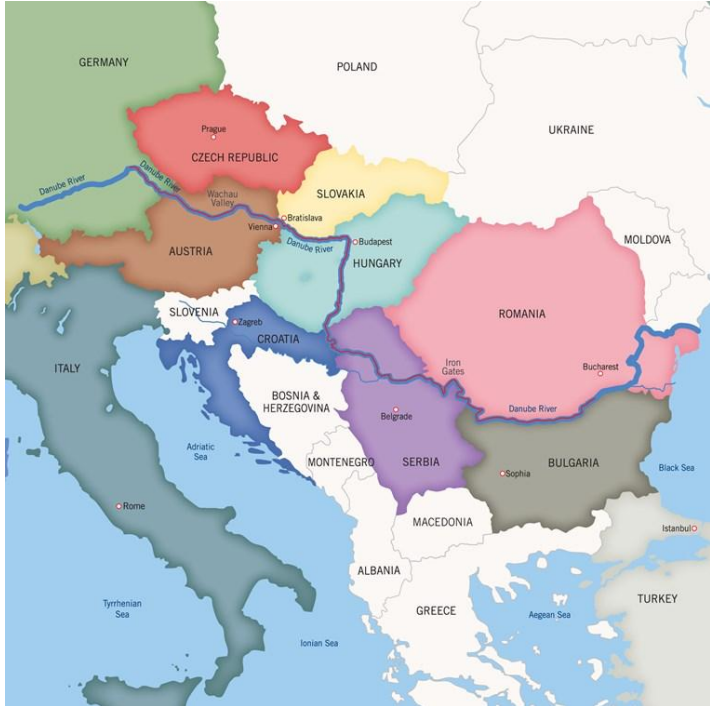 GERMANY
POLAND
UKRAINE
Prague
CZECH REPUBLIC
Danube River
Danube River
Wachau
Valley
SLOVAKIA
Bratislava
Vienna
Danube River
Budapest
AUSTRIA
HUNGARY
MOLDOVA
SLOVENIA
Zagreb
CROATIA
ROMANIA
ITALY
Iron
Gates
Bucharest
BOSNIA &
HERZEGOVINA
Belgrade
Danube River
Adriatic
Sea
MONTENEGRO
SERBIA
Sophia
BULGARIA
Black Sea
Rome
MACEDONIA
Istanbul
ALBANIA
Tyrrhenian
Sea
GREECE
Aegean Sea
TURKEY
Ionian Sea